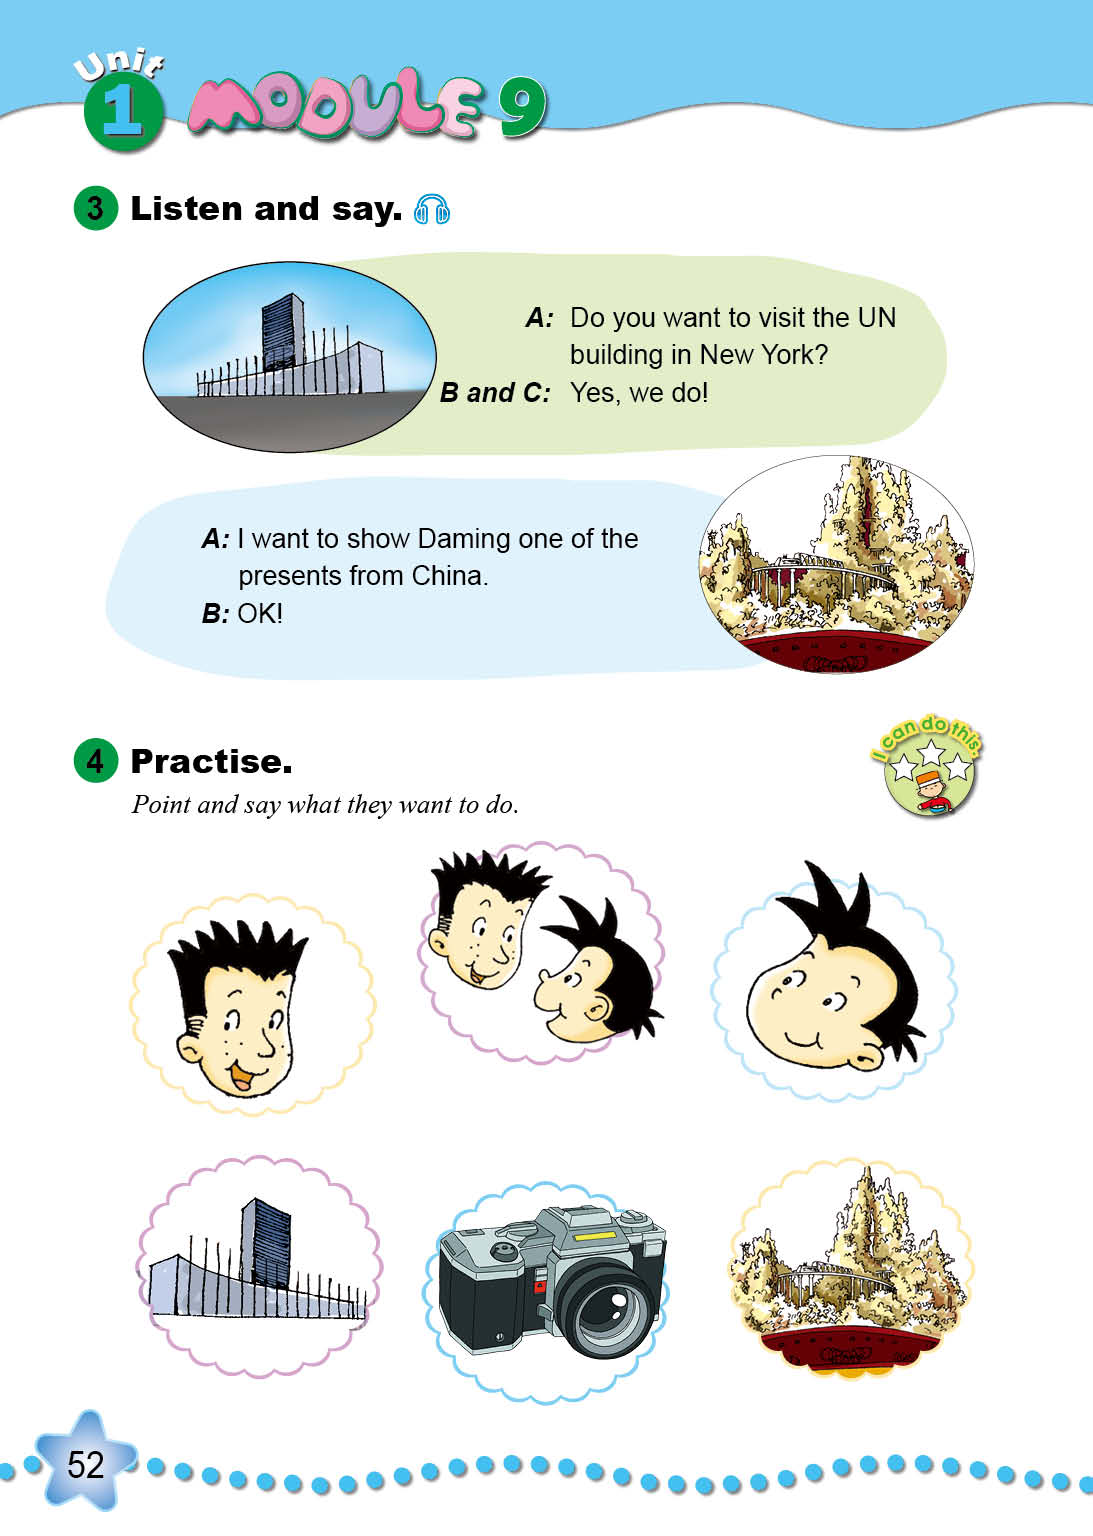 Unit
1 MODULE 9
3 Listen and say.
A: Do you want to visit the UN
building in New York?
B and C: Yes, we do!
A: I want to show Daming one of the
presents from China.
B: OK!
I can do this.
4 Practise.
Point and say what they want to do.
52